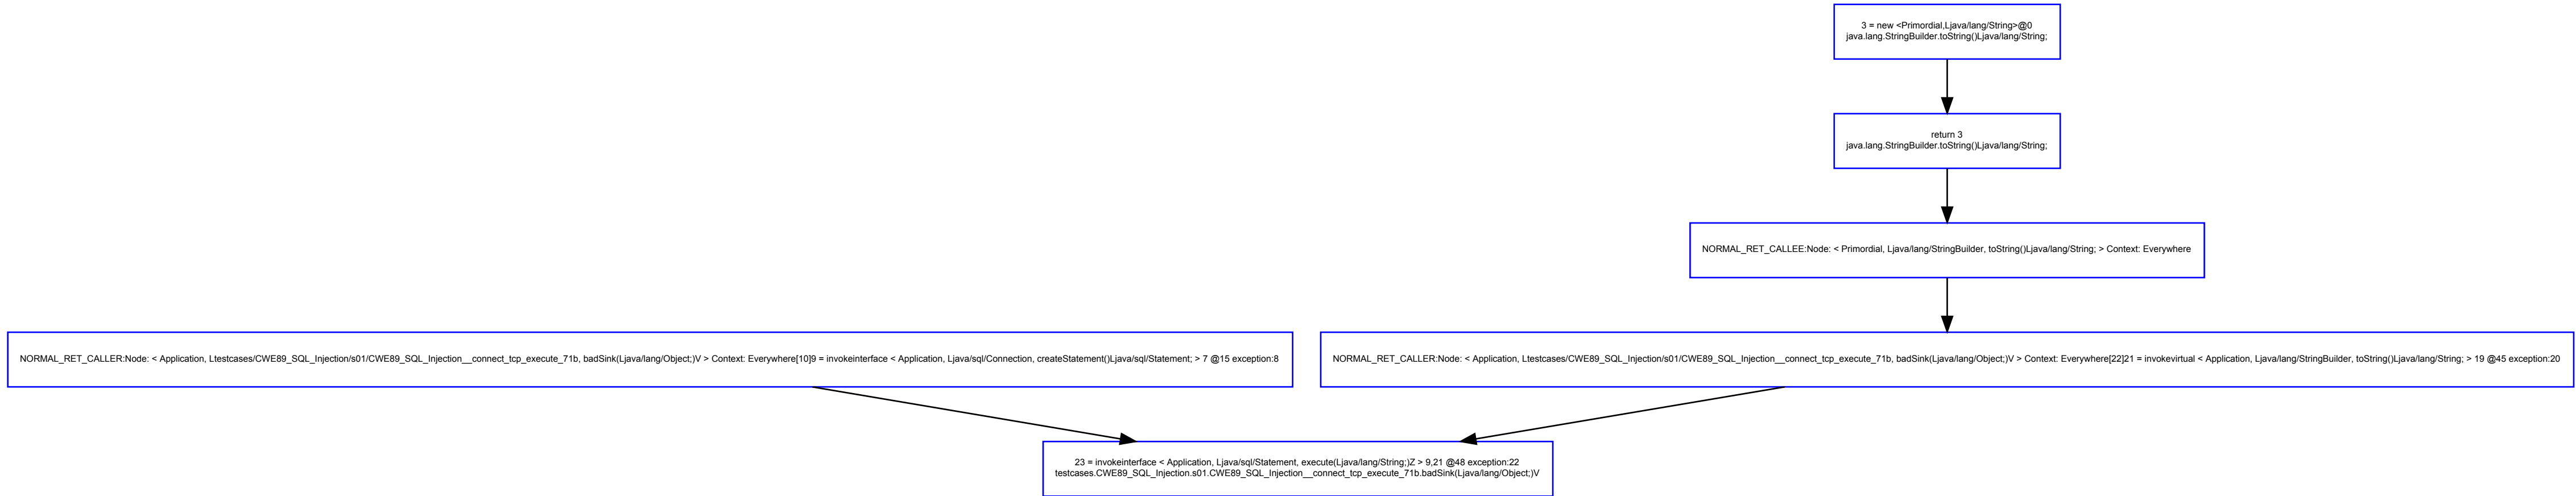 3 = new <Primordial,Ljava/lang/String>@0
java.lang.StringBuilder.toString()Ljava/lang/String;
return 3
java.lang.StringBuilder.toString()Ljava/lang/String;
NORMAL_RET_CALLEE:Node: < Primordial, Ljava/lang/StringBuilder, toString()Ljava/lang/String; > Context: Everywhere
NORMAL_RET_CALLER:Node: < Application, Ltestcases/CWE89_SQL_Injection/s01/CWE89_SQL_Injection__connect_tcp_execute_71b, badSink(Ljava/lang/Object;)V > Context: Everywhere[10]9 = invokeinterface < Application, Ljava/sql/Connection, createStatement()Ljava/sql/Statement; > 7 @15 exception:8
NORMAL_RET_CALLER:Node: < Application, Ltestcases/CWE89_SQL_Injection/s01/CWE89_SQL_Injection__connect_tcp_execute_71b, badSink(Ljava/lang/Object;)V > Context: Everywhere[22]21 = invokevirtual < Application, Ljava/lang/StringBuilder, toString()Ljava/lang/String; > 19 @45 exception:20
23 = invokeinterface < Application, Ljava/sql/Statement, execute(Ljava/lang/String;)Z > 9,21 @48 exception:22
testcases.CWE89_SQL_Injection.s01.CWE89_SQL_Injection__connect_tcp_execute_71b.badSink(Ljava/lang/Object;)V